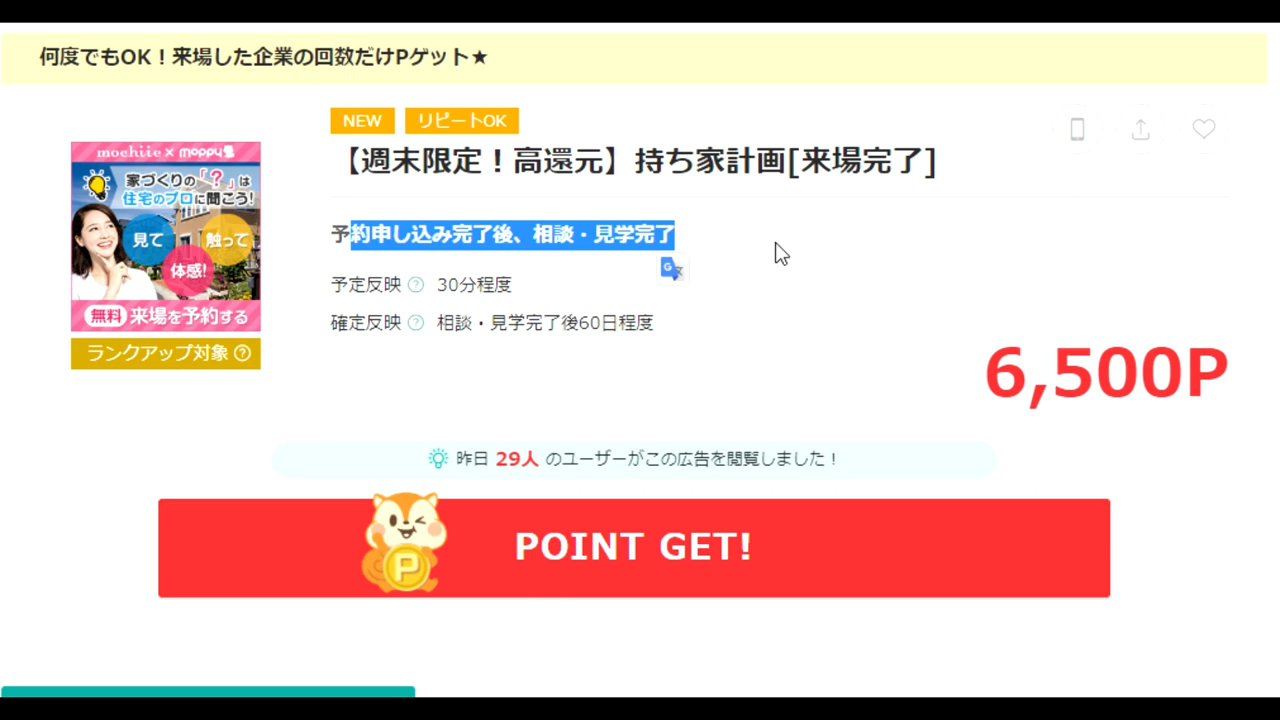 何度でもOK！来場した企業の回数だけPゲット★
NEW リピートOK
【週末限定！高還元】持ち家計画[来場完了]
mochiie × moppy
家づくりの「?」は
住宅のプロに聞こう!
見て
触って
体感!
無料 来場を予約する
ランクアップ対象 ?
予約申し込み完了後、相談・見学完了
予定反映 ? 30分程度
確定反映 ? 相談・見学完了後60日程度
6,500P
昨日 29人 のユーザーがこの広告を閲覧しました！
P
POINT GET!